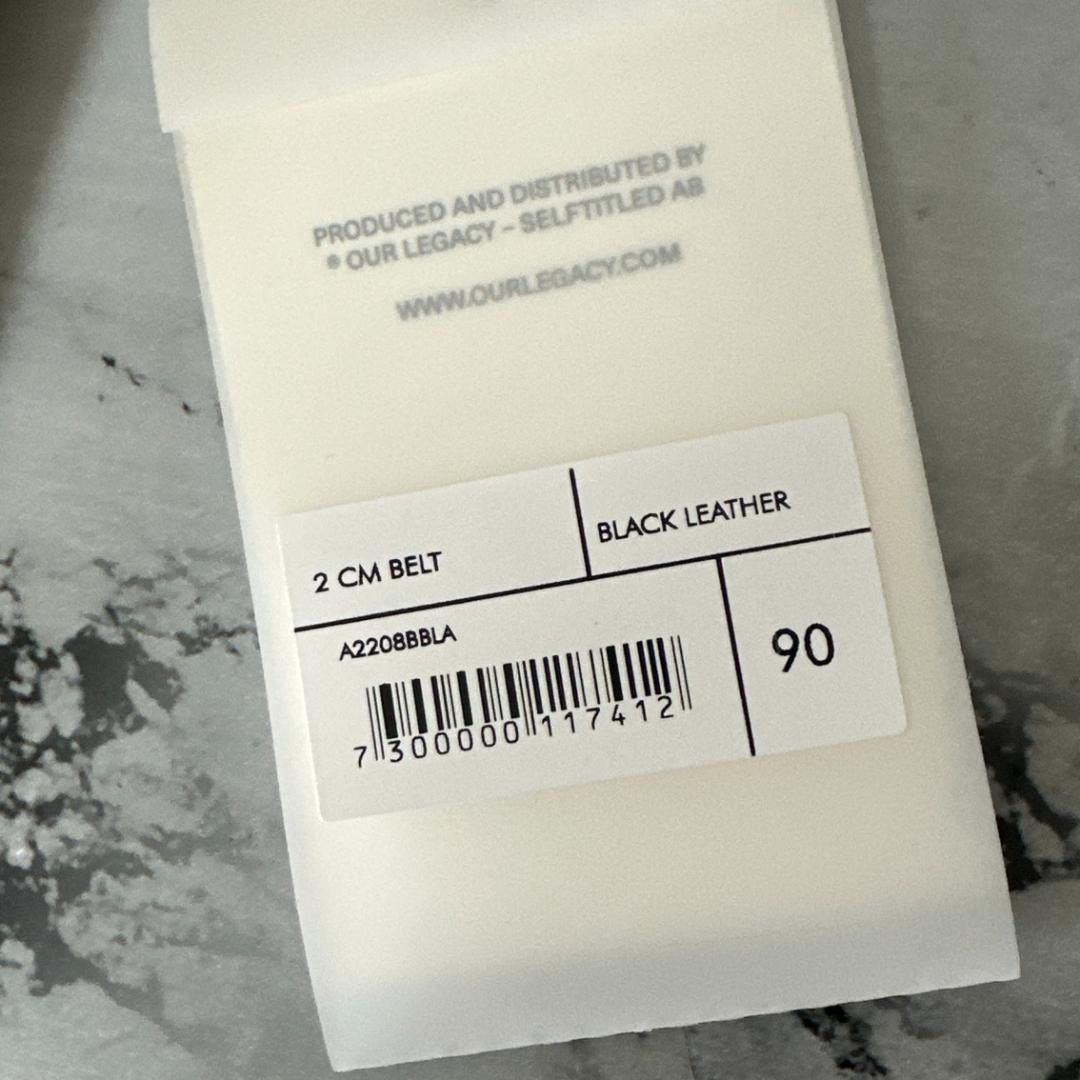 PRODUCED AND DISTRIBUTED BY
® OUR LEGACY – SELFTITLED AB
WWW.OURLEGACY.COM
2 CM BELT
BLACK LEATHER
A2208BBLA
90
7 300000 117412